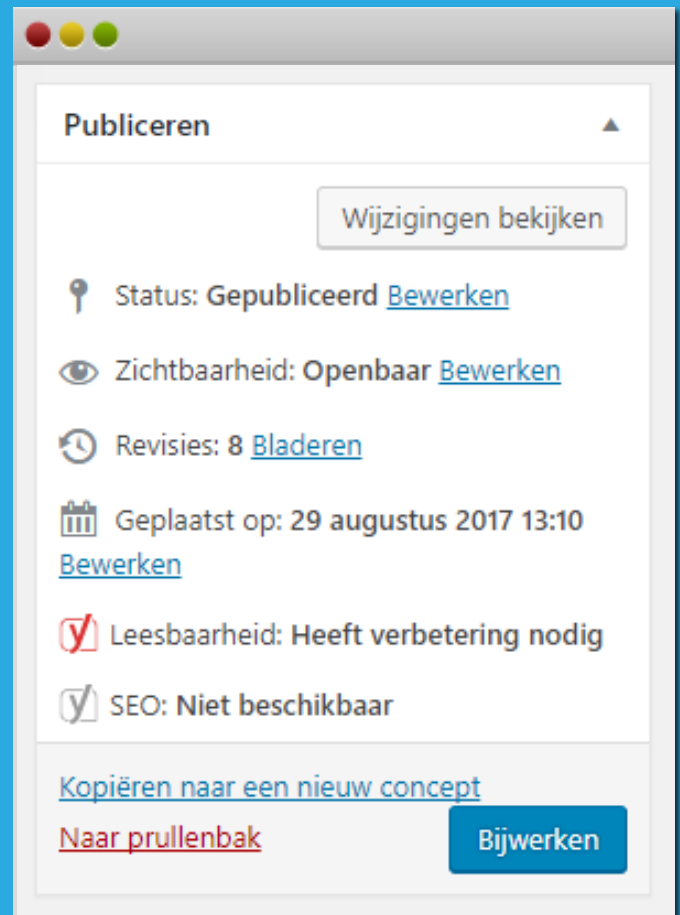 Publiceren
Wijzigingen bekijken
Status: Gepubliceerd Bewerken
Zichtbaarheid: Openbaar Bewerken
Revisies: 8 Bladeren
Geplaatst op: 29 augustus 2017 13:10
Bewerken
Leesbaarheid: Heeft verbetering nodig
SEO: Niet beschikbaar
Kopiëren naar een nieuw concept
Naar prullenbak
Bijwerken